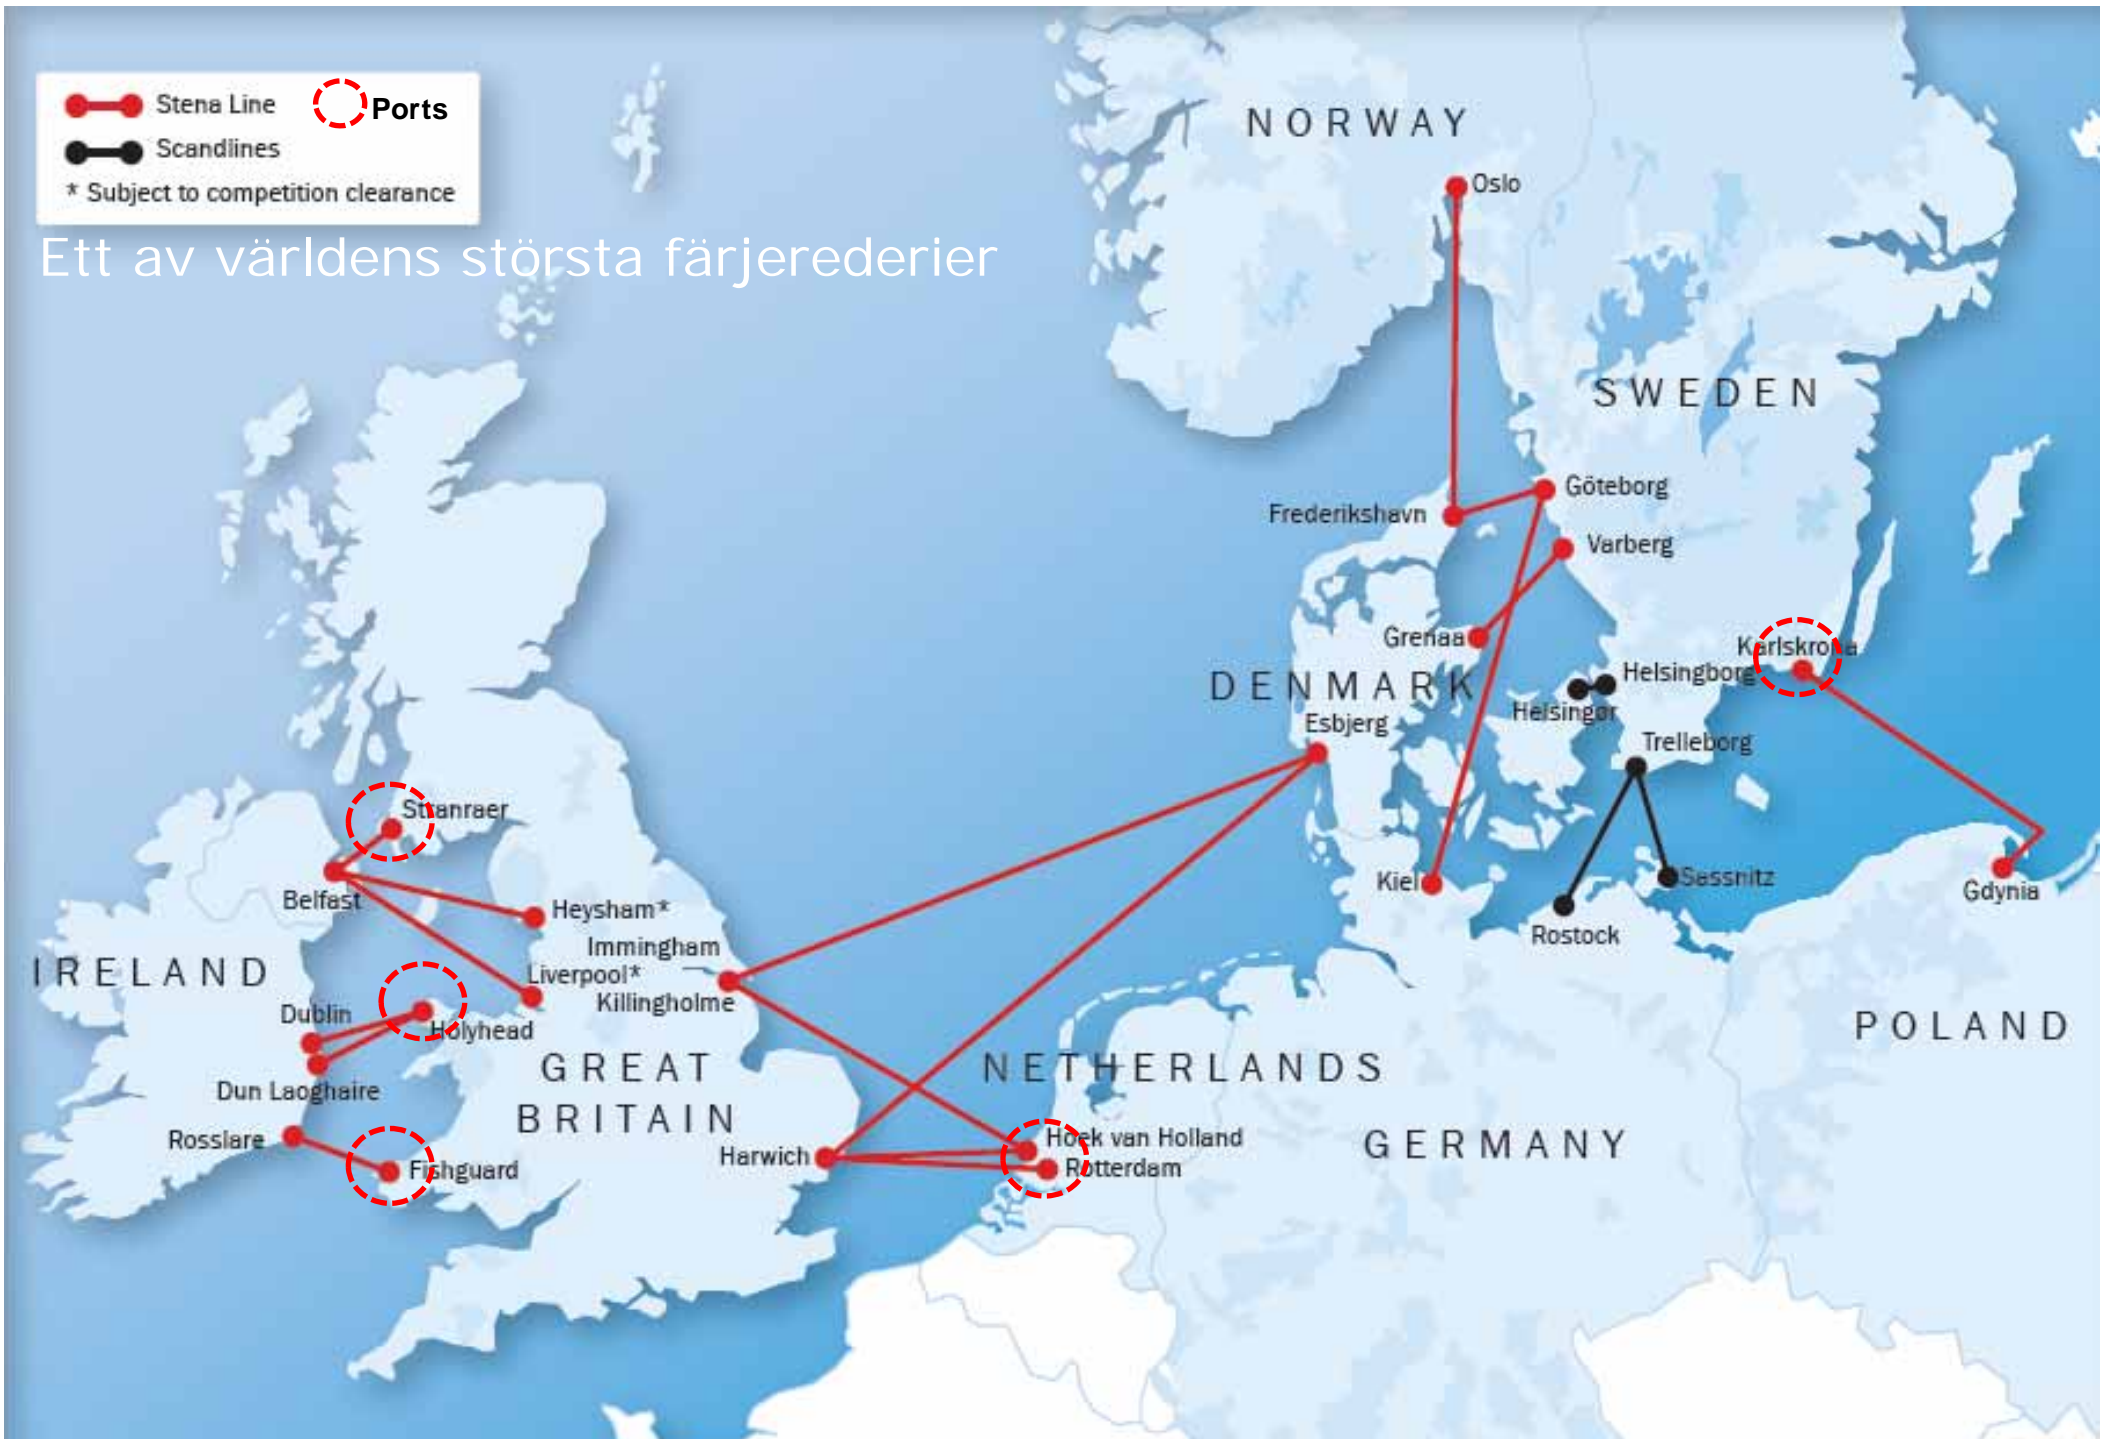 Stena Line
Ports
Scandlines
* Subject to competition clearance
Ett av världens största färjerederier
NORWAY
Oslo
SWEDEN
Göteborg
Frederikshavn
Varberg
Grenaa
Karlskrona
DENMARK
Helsingborg
Helsingør
Esbjerg
Trelleborg
Stranraer
Kiel
Sassnitz
Gdynia
Belfast
Heysham*
Rostock
Immingham
IRELAND
Liverpool*
Killingholme
Dublin
Holyhead
POLAND
GREAT
BRITAIN
NETHERLANDS
Dun Laoghaire
Rosslare
Fishguard
Harwich
Hoek van Holland
Rotterdam
GERMANY